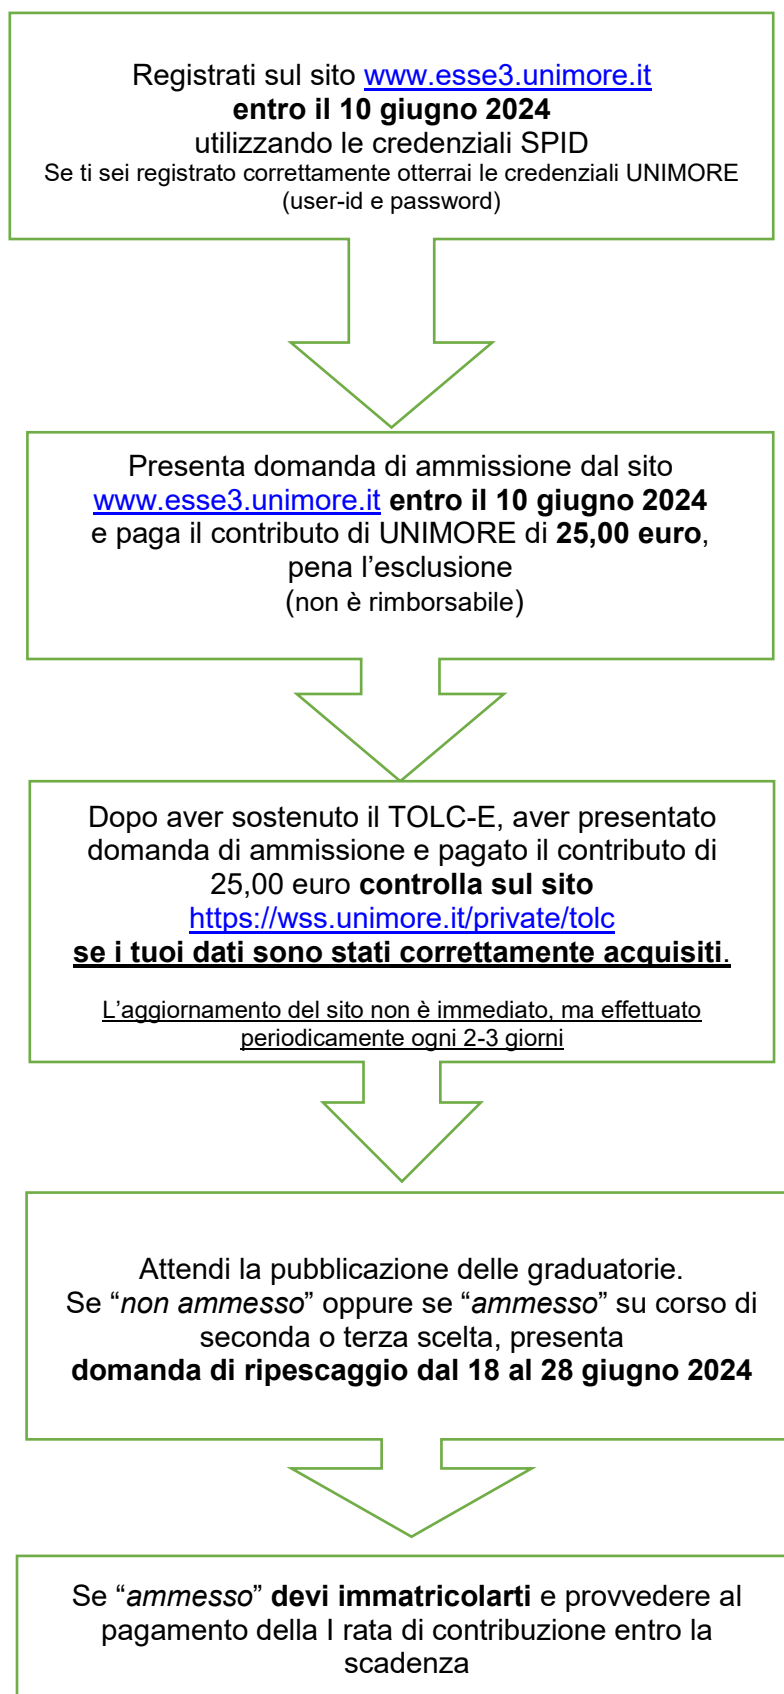 Registrati sul sito www.esse3.unimore.it
entro il 10 giugno 2024
utilizzando le credenziali SPID
Se ti sei registrato correttamente otterrai le credenziali UNIMORE
(user-id e password)
Presenta domanda di ammissione dal sito
www.esse3.unimore.it entro il 10 giugno 2024
e paga il contributo di UNIMORE di 25,00 euro,
pena l’esclusione
(non è rimborsabile)
Dopo aver sostenuto il TOLC-E, aver presentato
domanda di ammissione e pagato il contributo di
25,00 euro controlla sul sito
https://wss.unimore.it/private/tolc
se i tuoi dati sono stati correttamente acquisiti.
L’aggiornamento del sito non è immediato, ma effettuato
periodicamente ogni 2-3 giorni
Attendi la pubblicazione delle graduatorie.
Se “non ammesso” oppure se “ammesso” su corso di
seconda o terza scelta, presenta
domanda di ripescaggio dal 18 al 28 giugno 2024
Se “ammesso” devi immatricolarti e provvedere al
pagamento della I rata di contribuzione entro la
scadenza